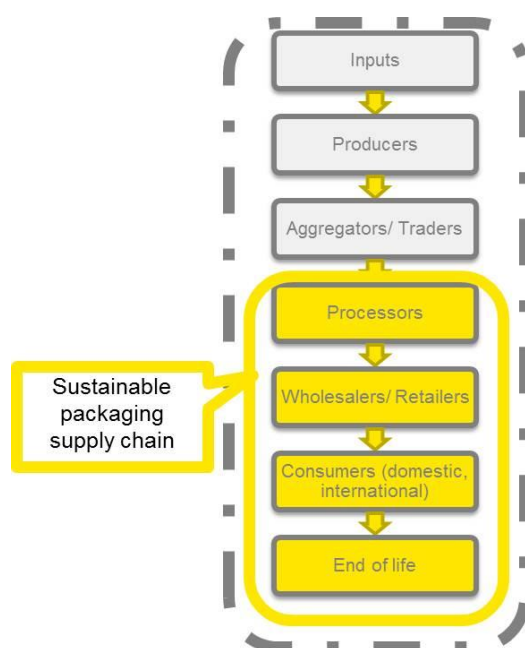 Inputs
Producers
Aggregators/ Traders
Processors
Sustainable
packaging
supply chain
Wholesalers/ Retailers
Consumers (domestic,
international)
End of life